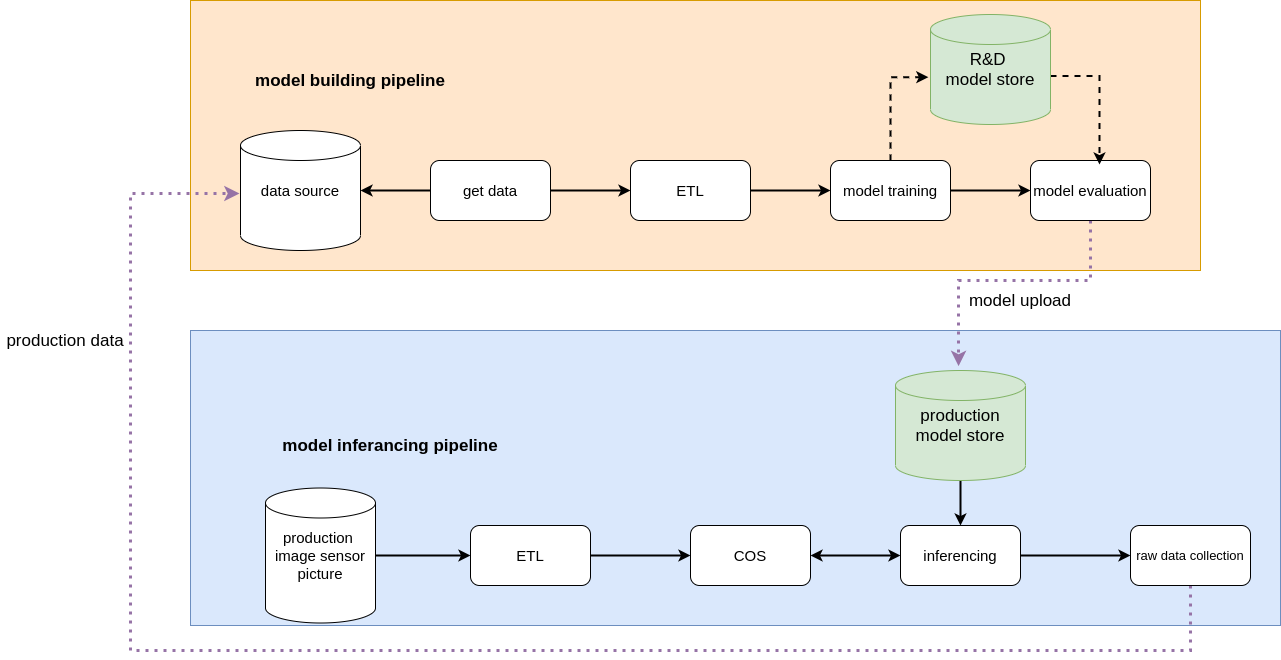 R&D
model store
model building pipeline
data source
get data
ETL
model training
model evaluation
model upload
production data
production
model store
model inferancing pipeline
production
image sensor
picture
ETL
COS
inferencing
raw data collection